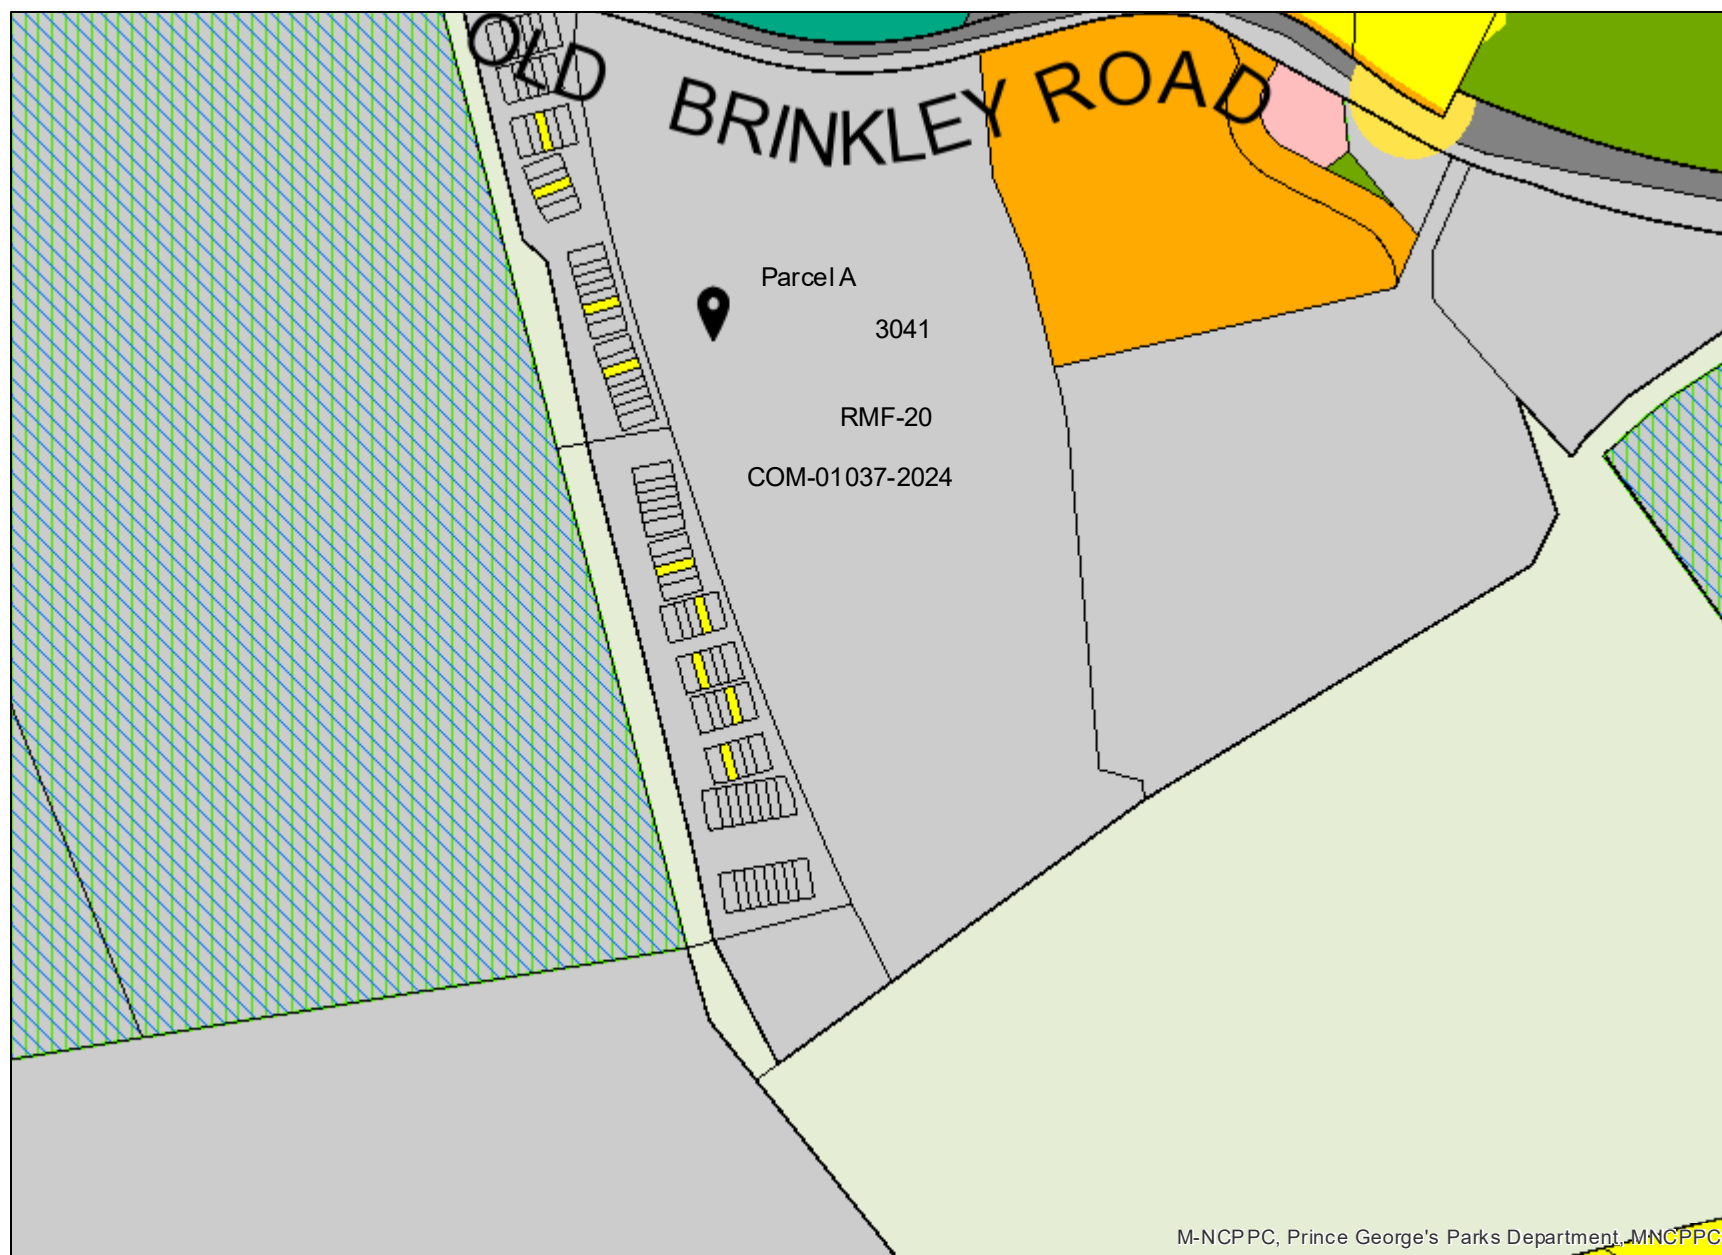 OLD BRINKLEY ROAD
Parcel A
3041
RMF-20
COM-01037-2024
M-NCPPC, Prince George's Parks Department, MNCPPC